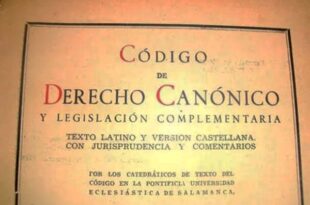 CÓDIGO
DE
DERECHO CANÓNICO
Y LEGISLACIÓN COMPLEMENTARIA
TEXTO LATINO Y VERSION CASTELLANA,
CON JURISPRUDENCIA Y COMENTARIOS
POR LOS CATEDRÁTICOS DE TEXTO DEL
CÓDIGO EN LA PONTIFICIA UNIVERSIDAD
ECLESIÁSTICA DE SALAMANCA,